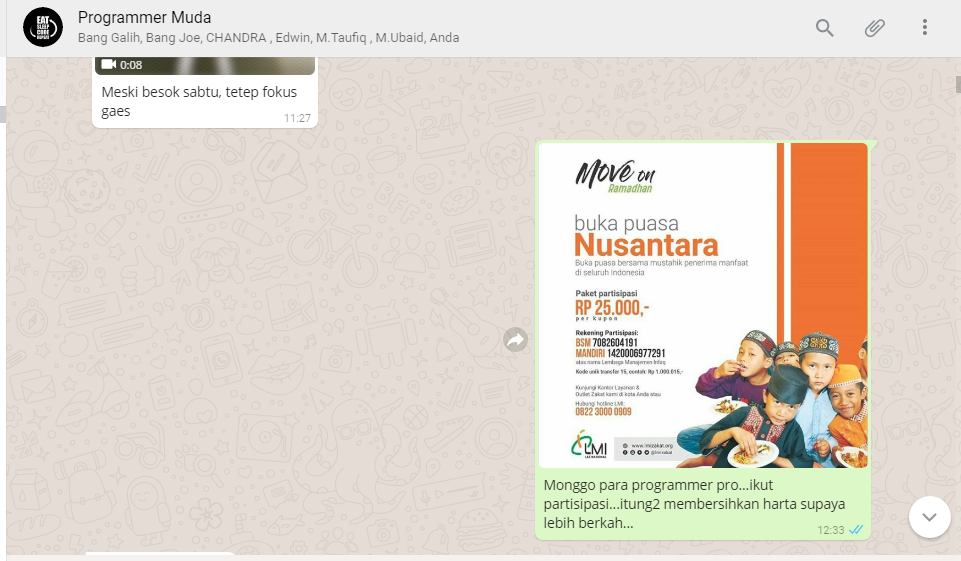 EAT
SLEEP
CODE
REPEAT
Programmer Muda
Bang Galih, Bang Joe, CHANDRA , Edwin, M.Taufiq , M.Ubaid, Anda
0:08
Meski besok sabtu, tetep fokus
gaes
11:27
Move on
Ramadhan
buka puasa
Nusantara
Buka puasa bersama mustahik penerima manfaat
di seluruh Indonesia
Paket partisipasi
RP 25.000,-
per kupon
Rekening Partisipasi:
BSM 7082604191
MANDIRI 1420006977291
atas nama Lembaga Manajemen Infaq
Kode unik transfer 15, contoh: Rp 1.000.015,-
Kunjungi Kantor Layanan &
Outlet Zakat kami di kota Anda atau
Hubungi hotline LMI:
0822 3000 0909
LMI
LAZ NASIONAL
www.lmizakat.org
@lmizakat
Monggo para programmer pro...ikut
partisipasi...itung2 membersihkan harta supaya
lebih berkah...
12:33